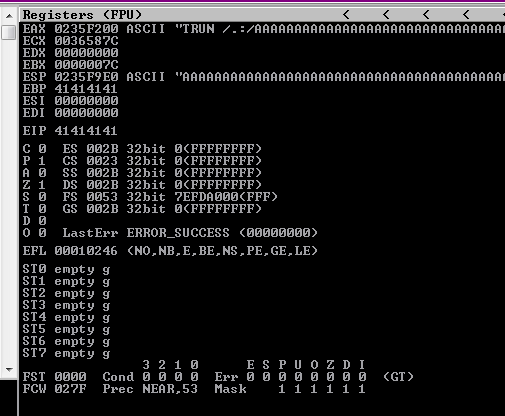 Registers (FPU) < < < < <
EAX 0235F200 ASCII "TRUN /.:/AAAAAAAAAAAAAAAAAAAAAAAAAAAAAAAAAAA
ECX 0036587C
EDX 00000000
EBX 0000007C
ESP 0235F9E0 ASCII "AAAAAAAAAAAAAAAAAAAAAAAAAAAAAAAAAAAAAAAAAAAA
EBP 41414141
ESI 00000000
EDI 00000000
EIP 41414141
C 0 ES 002B 32bit 0(FFFFFFFF)
P 1 CS 0023 32bit 0(FFFFFFFF)
A 0 SS 002B 32bit 0(FFFFFFFF)
Z 1 DS 002B 32bit 0(FFFFFFFF)
S 0 FS 0053 32bit 7EFDA000(FFF)
T 0 GS 002B 32bit 0(FFFFFFFF)
D 0
O 0 LastErr ERROR_SUCCESS (00000000)
EFL 00010246 (NO,NB,E,BE,NS,PE,GE,LE)
ST0 empty g
ST1 empty g
ST2 empty g
ST3 empty g
ST4 empty g
ST5 empty g
ST6 empty g
ST7 empty g
3 2 1 0 E S P U O Z D I
FST 0000 Cond 0 0 0 0 Err 0 0 0 0 0 0 0 0 (GT)
FCW 027F Prec NEAR,53 Mask 1 1 1 1 1 1